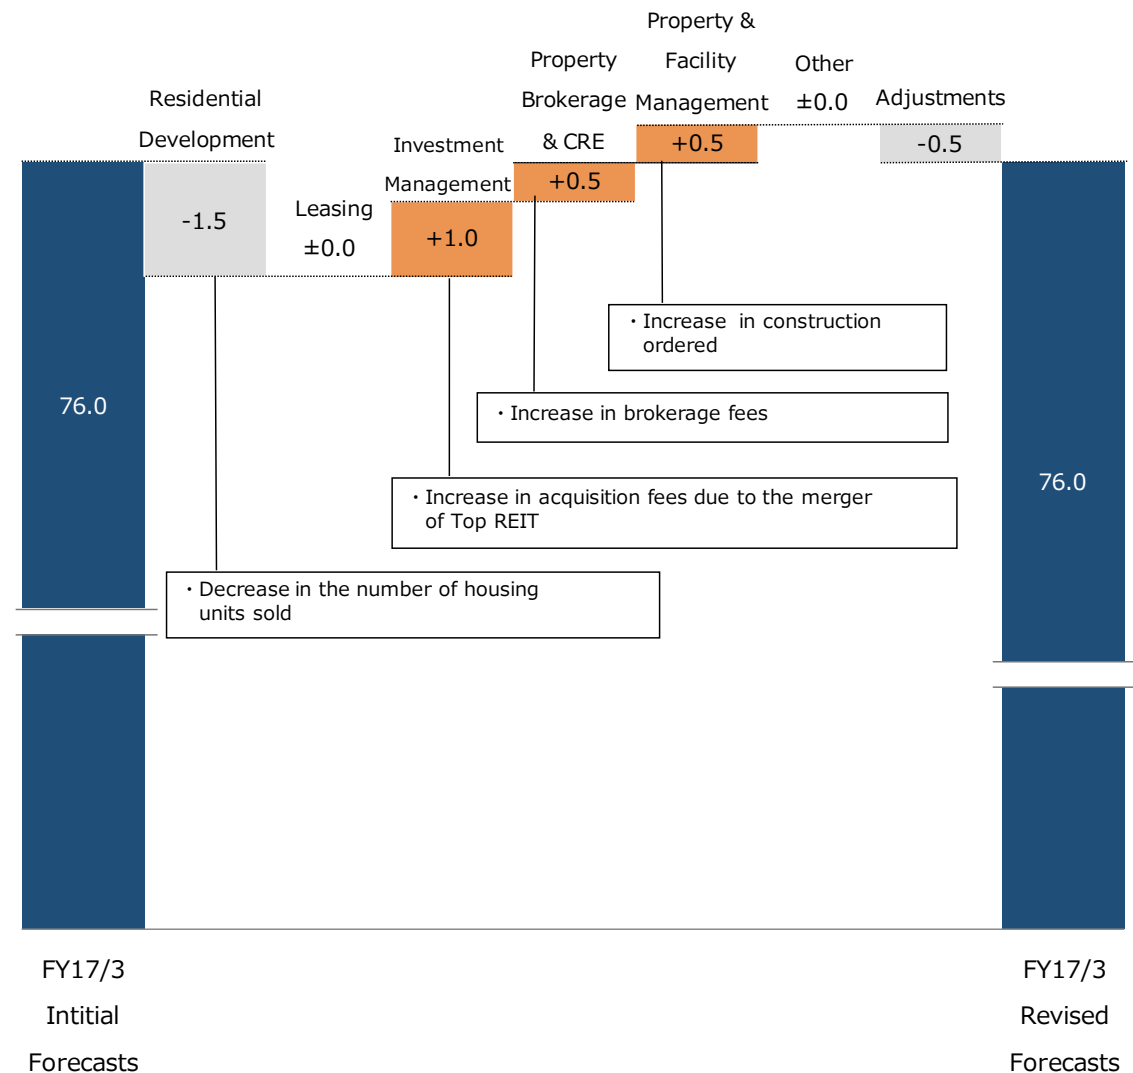 Residential
Development
-1.5
Leasing
±0.0
Investment
Management
+1.0
Property
Brokerage
& CRE
+0.5
Property &
Facility
Management
+0.5
Other
±0.0
Adjustments
-0.5
76.0
76.0
・Increase in construction
ordered
・Increase in brokerage fees
・Increase in acquisition fees due to the merger
of Top REIT
・Decrease in the number of housing
units sold
FY17/3
Intitial
Forecasts
FY17/3
Revised
Forecasts